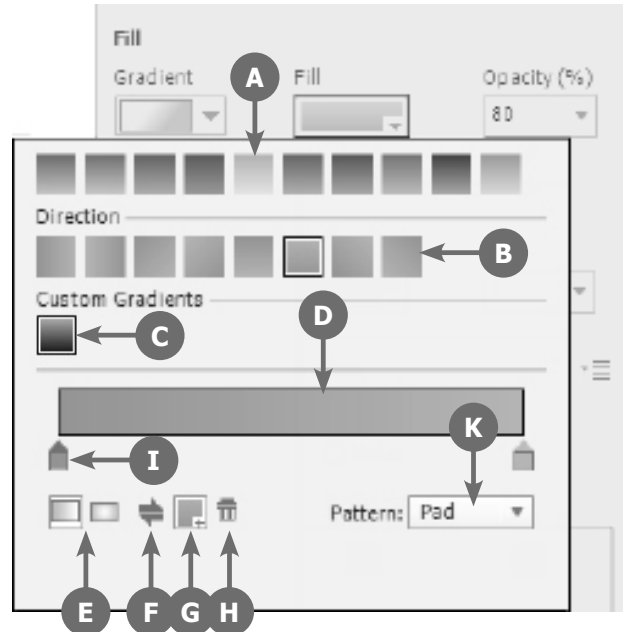 Fill
Gradient
Fill
Opacity (%)
A
80
Direction
B
Custom Gradients
C
D
K
I
Pattern:
Pad
E
F
G
H